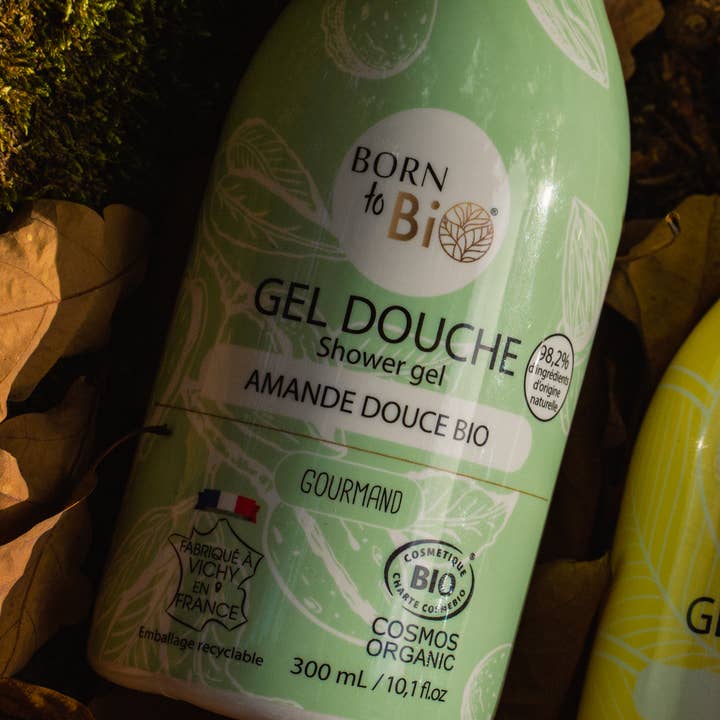 BORN
to BiO®
GEL DOUCHE
Shower gel
98,2%
d'ingrédients
d'origine
naturelle
AMANDE DOUCE BIO
GOURMAND
FABRIQUÉ À
VICHY
EN
FRANCE
COSMETIQUE
BIO
CHARTE COSMEBIO
COSMOS
ORGANIC
Emballage recyclable
300 mL / 10,1 fl.oz
GE